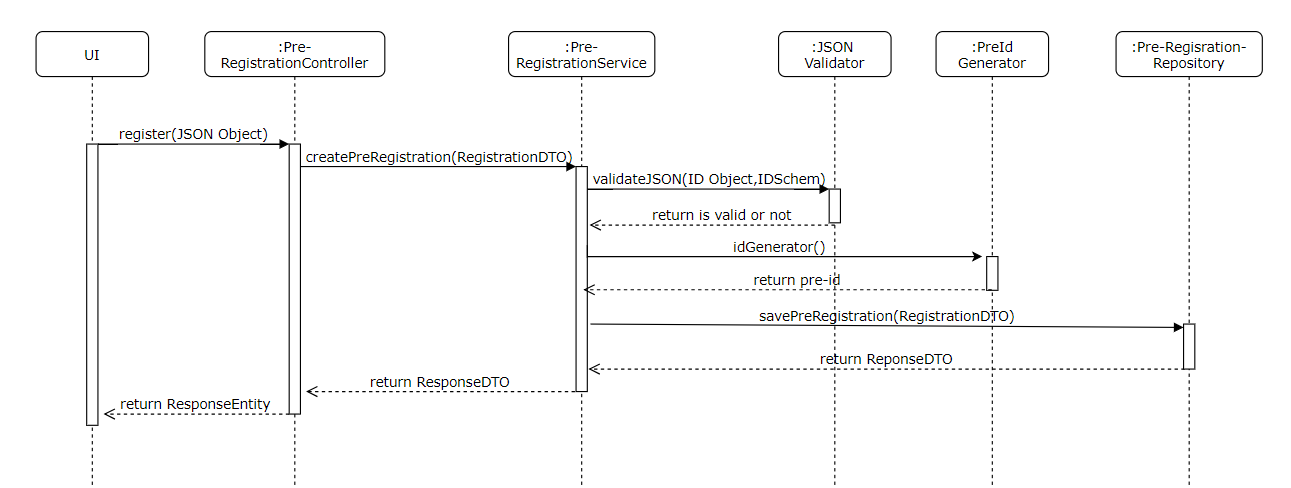 UI
:Pre-
RegistrationController
:Pre-
RegistrationService
:JSON
Validator
:PreId
Generator
:Pre-Regisration-
Repository
register(JSON Object)
createPreRegistration(RegistrationDTO)
validateJSON(ID Object,IDSchem)
return is valid or not
idGenerator()
return pre-id
savePreRegistration(RegistrationDTO)
return ReponseDTO
return ResponseDTO
return ResponseEntity